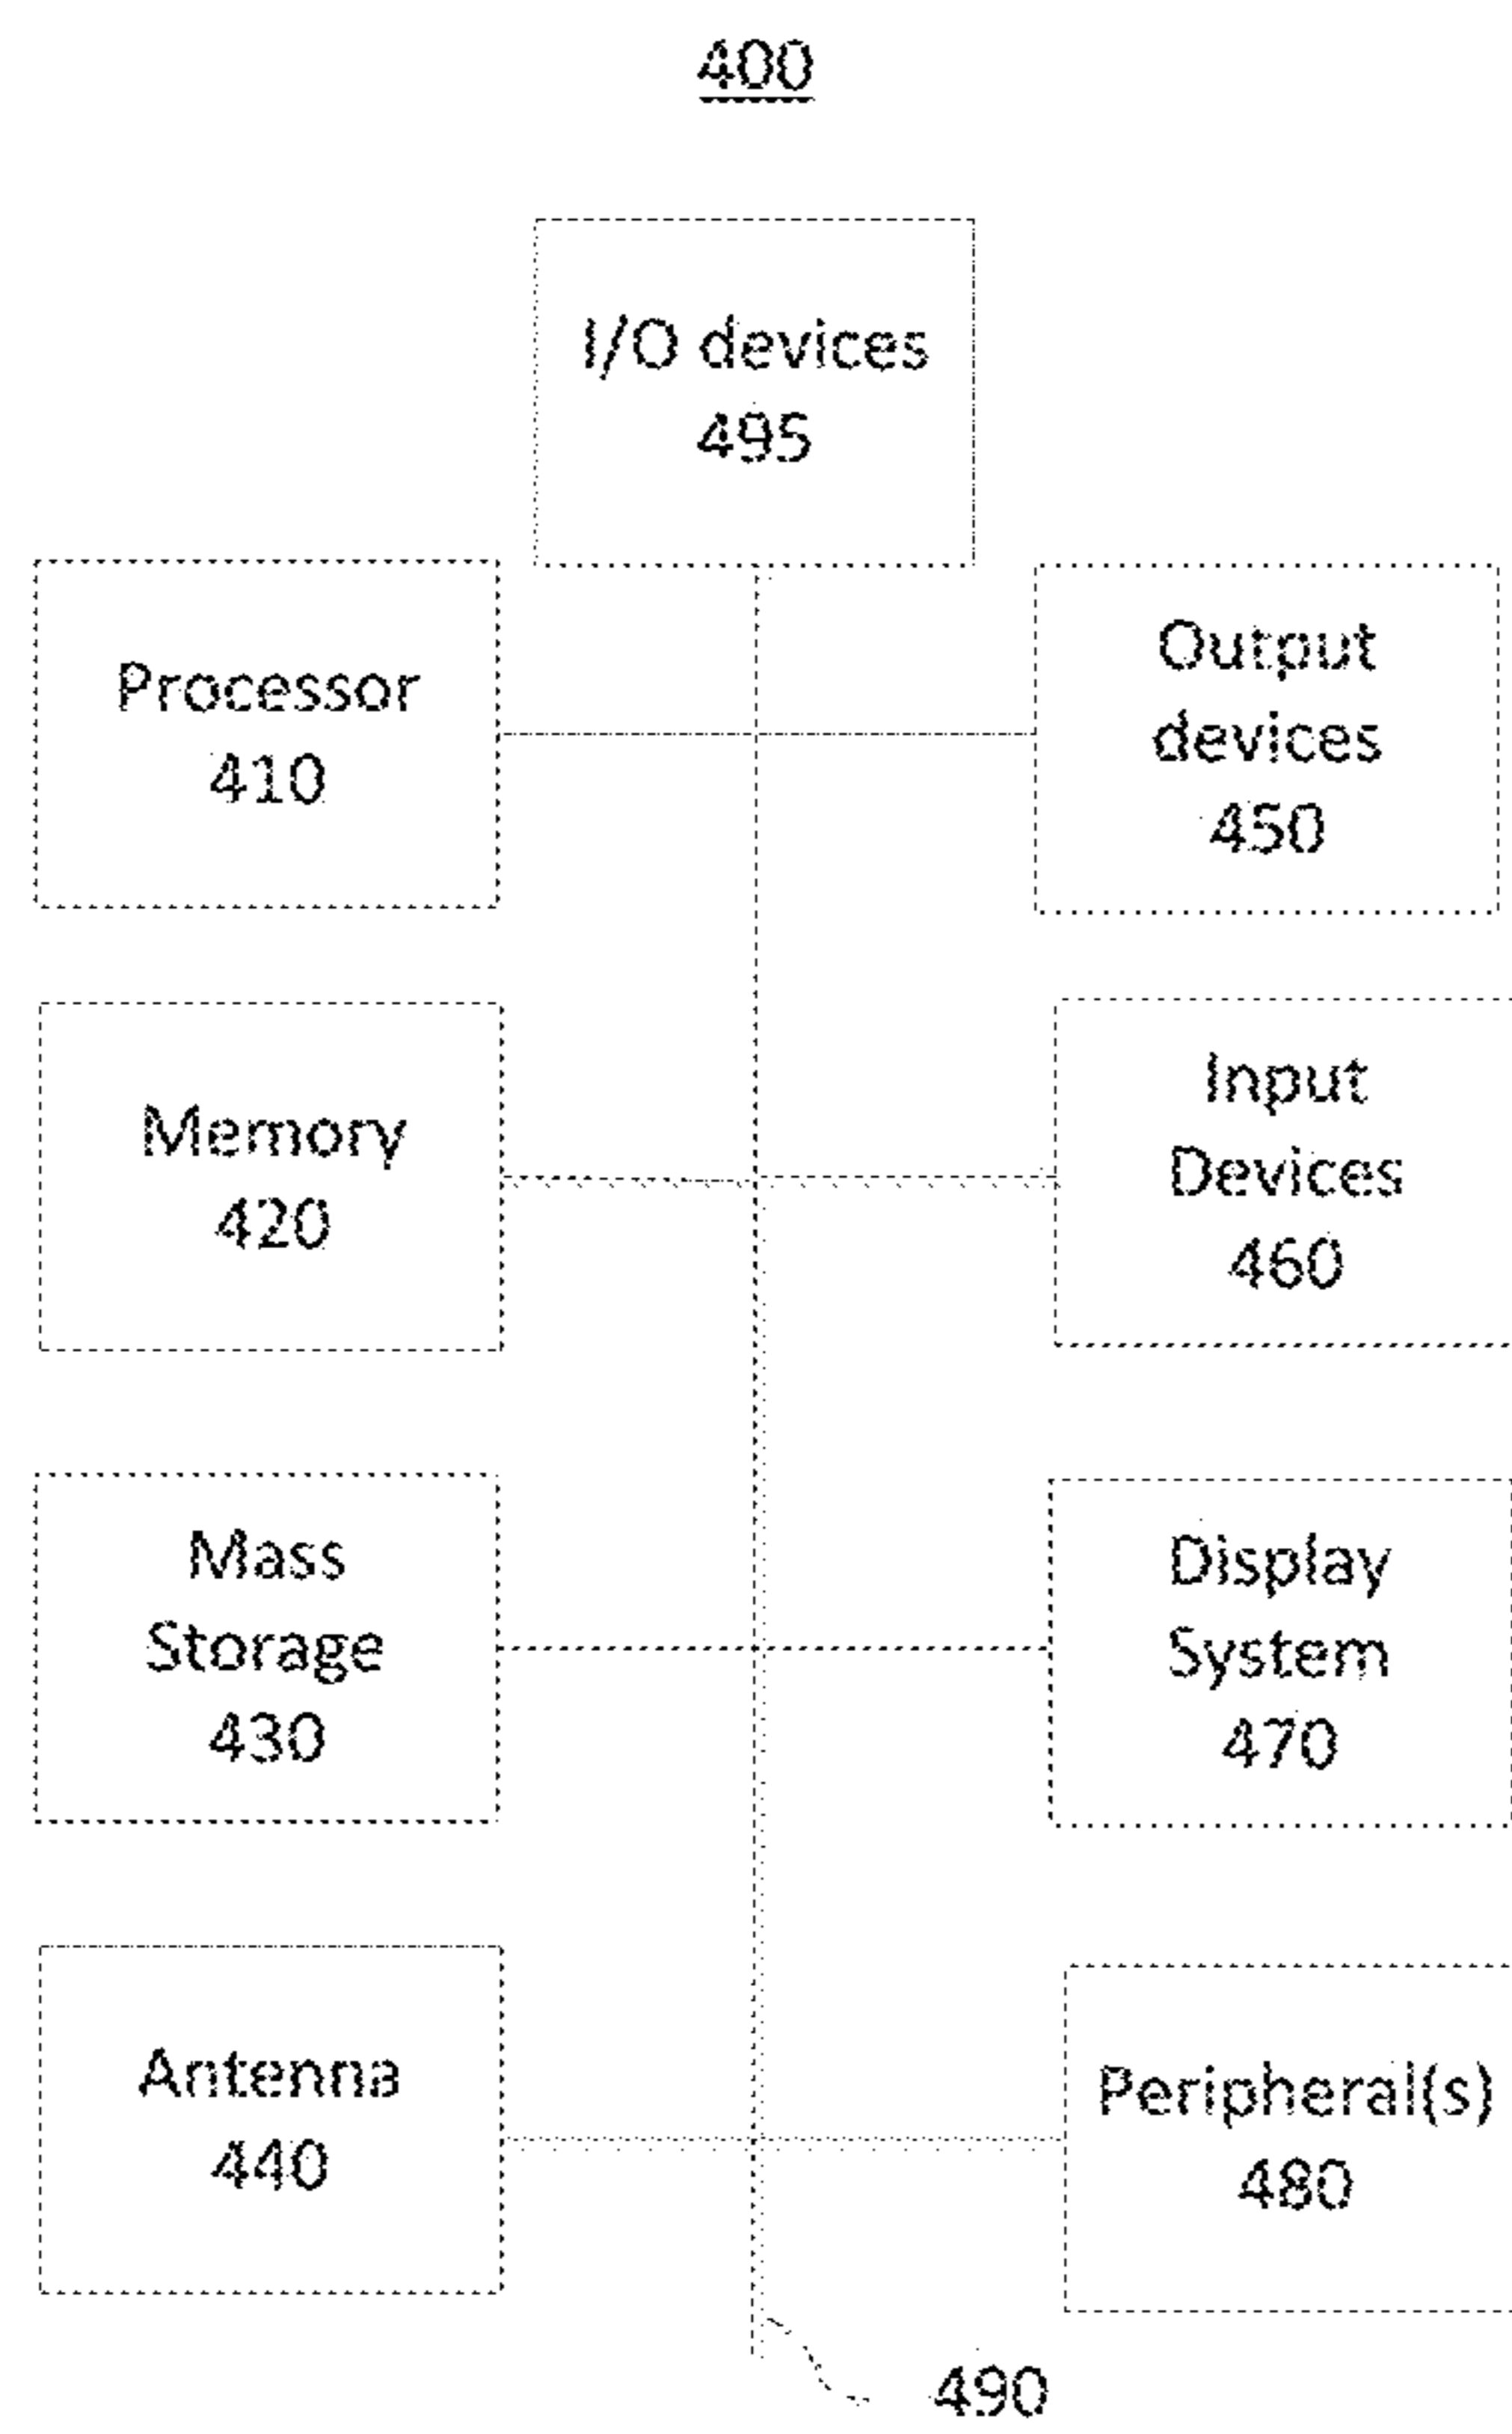 400
I/O devices
495
Processor
410
Output
devices
450
Memory
420
Input
Devices
460
Mass
Storage
430
Display
System
470
Antenna
440
Peripheral(s)
480
490